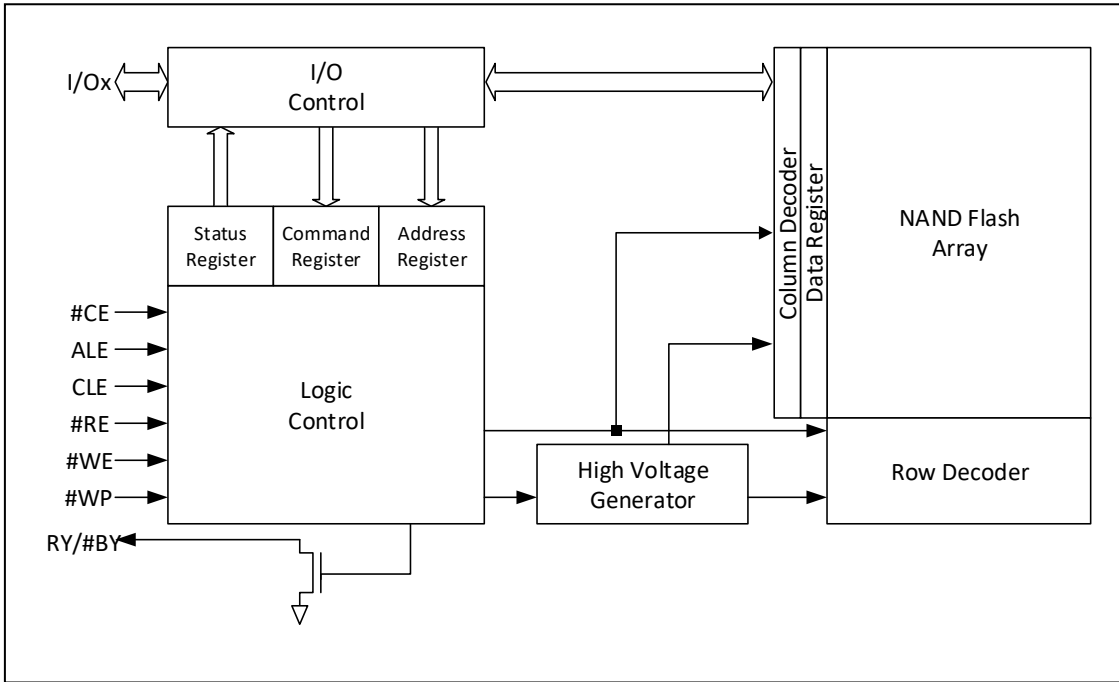 I/Ox
I/O
Control
Status
Register
Command
Register
Address
Register
#CE
ALE
CLE
#RE
#WE
#WP
RY/#BY
Logic
Control
High Voltage
Generator
Column Decoder
Data Register
NAND Flash
Array
Row Decoder